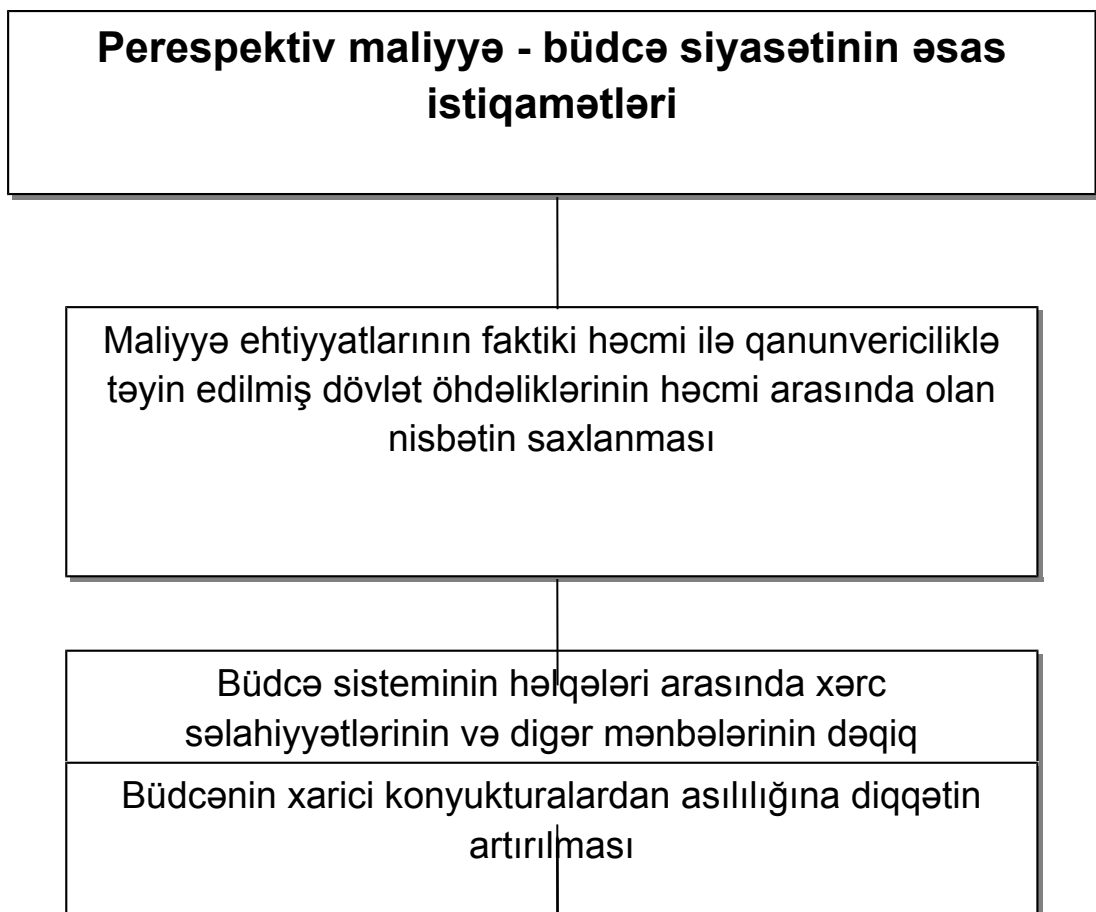 Perespektiv maliyyə - büdcə siyasətinin əsas
istiqamətləri
Maliyyə ehtiyyatlarının faktiki həcmi ilə qanunvericiliklə
təyin edilmiş dövlət öhdəliklərinin həcmi arasında olan
nisbətin saxlanması
Büdcə sisteminin həlqələri arasında xərc
səlahiyyətlərinin və digər mənbələrinin dəqiq
Büdcənin xarici konyukturalardan asılılığına diqqətin
artırılması